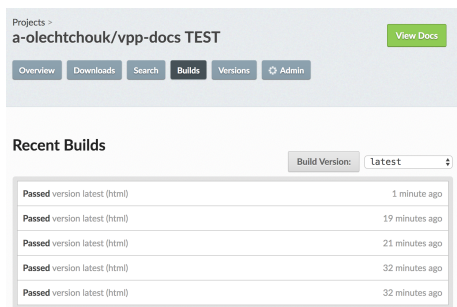 Projects >
a-olechtchouk/vpp-docs TEST
View Docs
Overview Downloads Search Builds Versions Admin
Recent Builds
Build Version: latest
Passed version latest (html) 1 minute ago
Passed version latest (html) 19 minutes ago
Passed version latest (html) 21 minutes ago
Passed version latest (html) 32 minutes ago
Passed version latest (html) 32 minutes ago